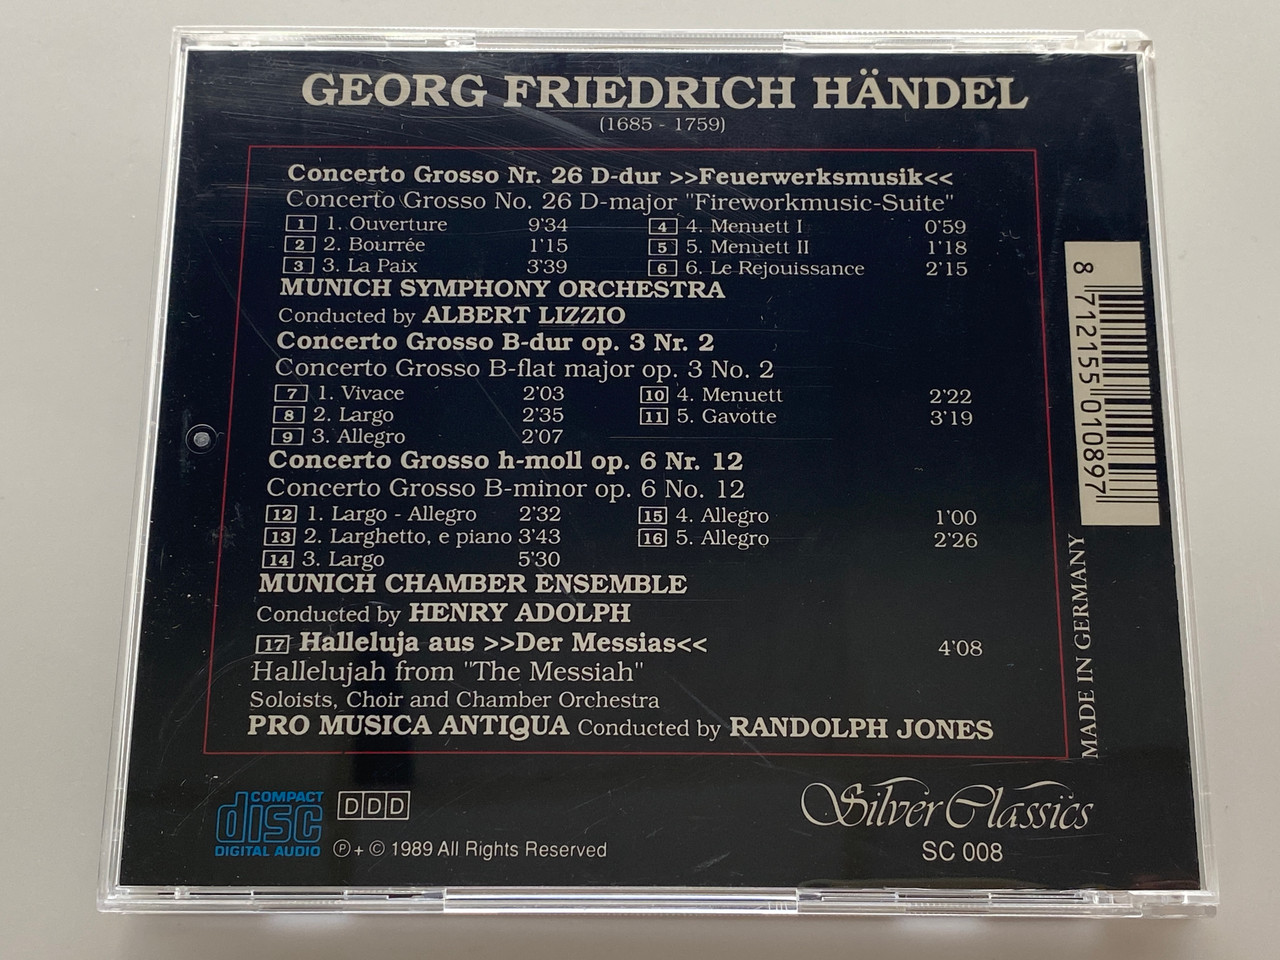 GEORG FRIEDRICH HÄNDEL
(1685 - 1759)
Concerto Grosso Nr. 26 D-dur >>Feuerwerksmusik<<
Concerto Grosso No. 26 D-major "Fireworkmusic-Suite"
1 1. Ouverture 9'34 4 4. Menuett I 0'59
2 2. Bourrée 1'15 5 5. Menuett II 1'18
3 3. La Paix 3'39 6 6. Le Rejouissance 2'15
MUNICH SYMPHONY ORCHESTRA
Conducted by ALBERT LIZZIO
Concerto Grosso B-dur op. 3 Nr. 2
Concerto Grosso B-flat major op. 3 No. 2
7 1. Vivace 2'03 10 4. Menuett 2'22
8 2. Largo 2'35 11 5. Gavotte 3'19
9 3. Allegro 2'07
Concerto Grosso h-moll op. 6 Nr. 12
Concerto Grosso B-minor op. 6 No. 12
12 1. Largo - Allegro 2'32 15 4. Allegro 1'00
13 2. Larghetto, e piano 3'43 16 5. Allegro 2'26
14 3. Largo 5'30
MUNICH CHAMBER ENSEMBLE
Conducted by HENRY ADOLPH
17 Halleluja aus >>Der Messias<< 4'08
Hallelujah from "The Messiah"
Soloists, Choir and Chamber Orchestra
PRO MUSICA ANTIQUA Conducted by RANDOLPH JONES
8 712155 010897
MADE IN GERMANY
COMPACT
disc
DIGITAL AUDIO
DDD
℗ + © 1989 All Rights Reserved
Silver Classics
SC 008